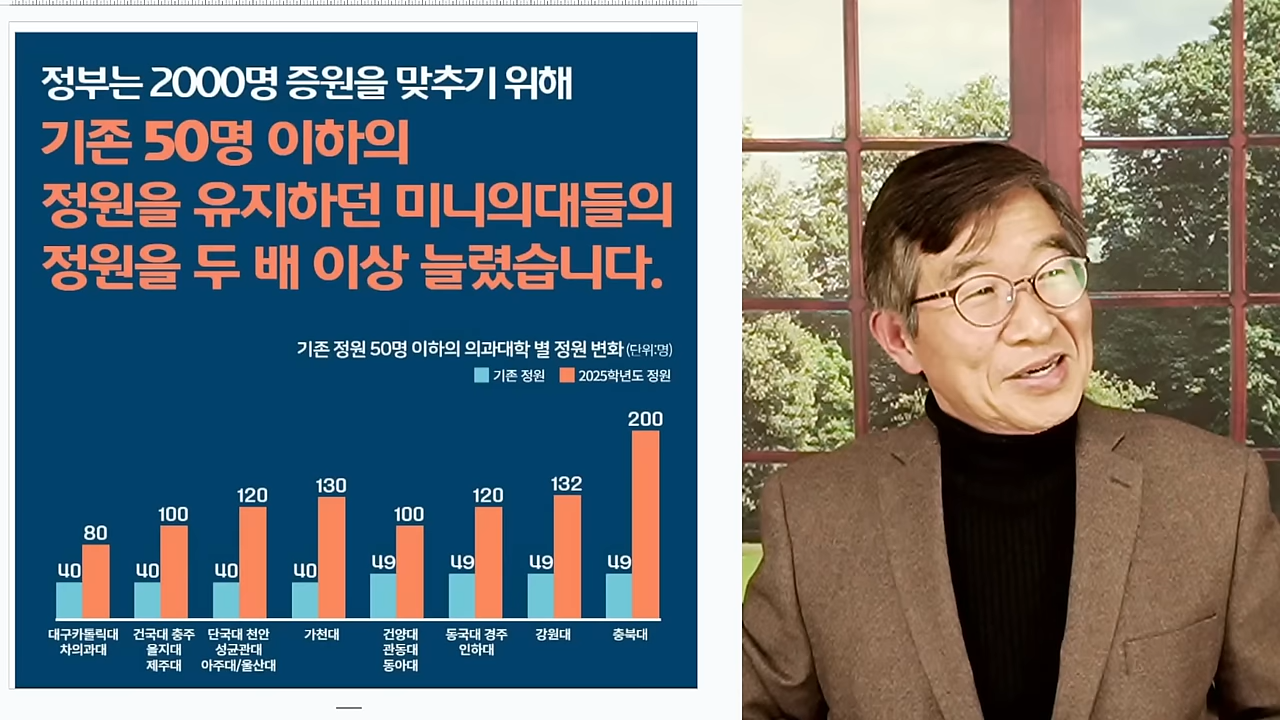 정부는 2000명 증원을 맞추기 위해
기존 50명 이하의
정원을 유지하던 미니의대들의
정원을 두 배 이상 늘렸습니다.
기존 정원 50명 이하의 의과대학 별 정원 변화 (단위:명)
기존 정원 2025학년도 정원
40 80
40 100
40 120
40 130
49 100
49 120
49 132
49 200
대구카톨릭대
차의과대
건국대 충주
을지대
제주대
단국대 천안
성균관대
아주대/울산대
가천대
건양대
관동대
동아대
동국대 경주
인하대
강원대
충북대